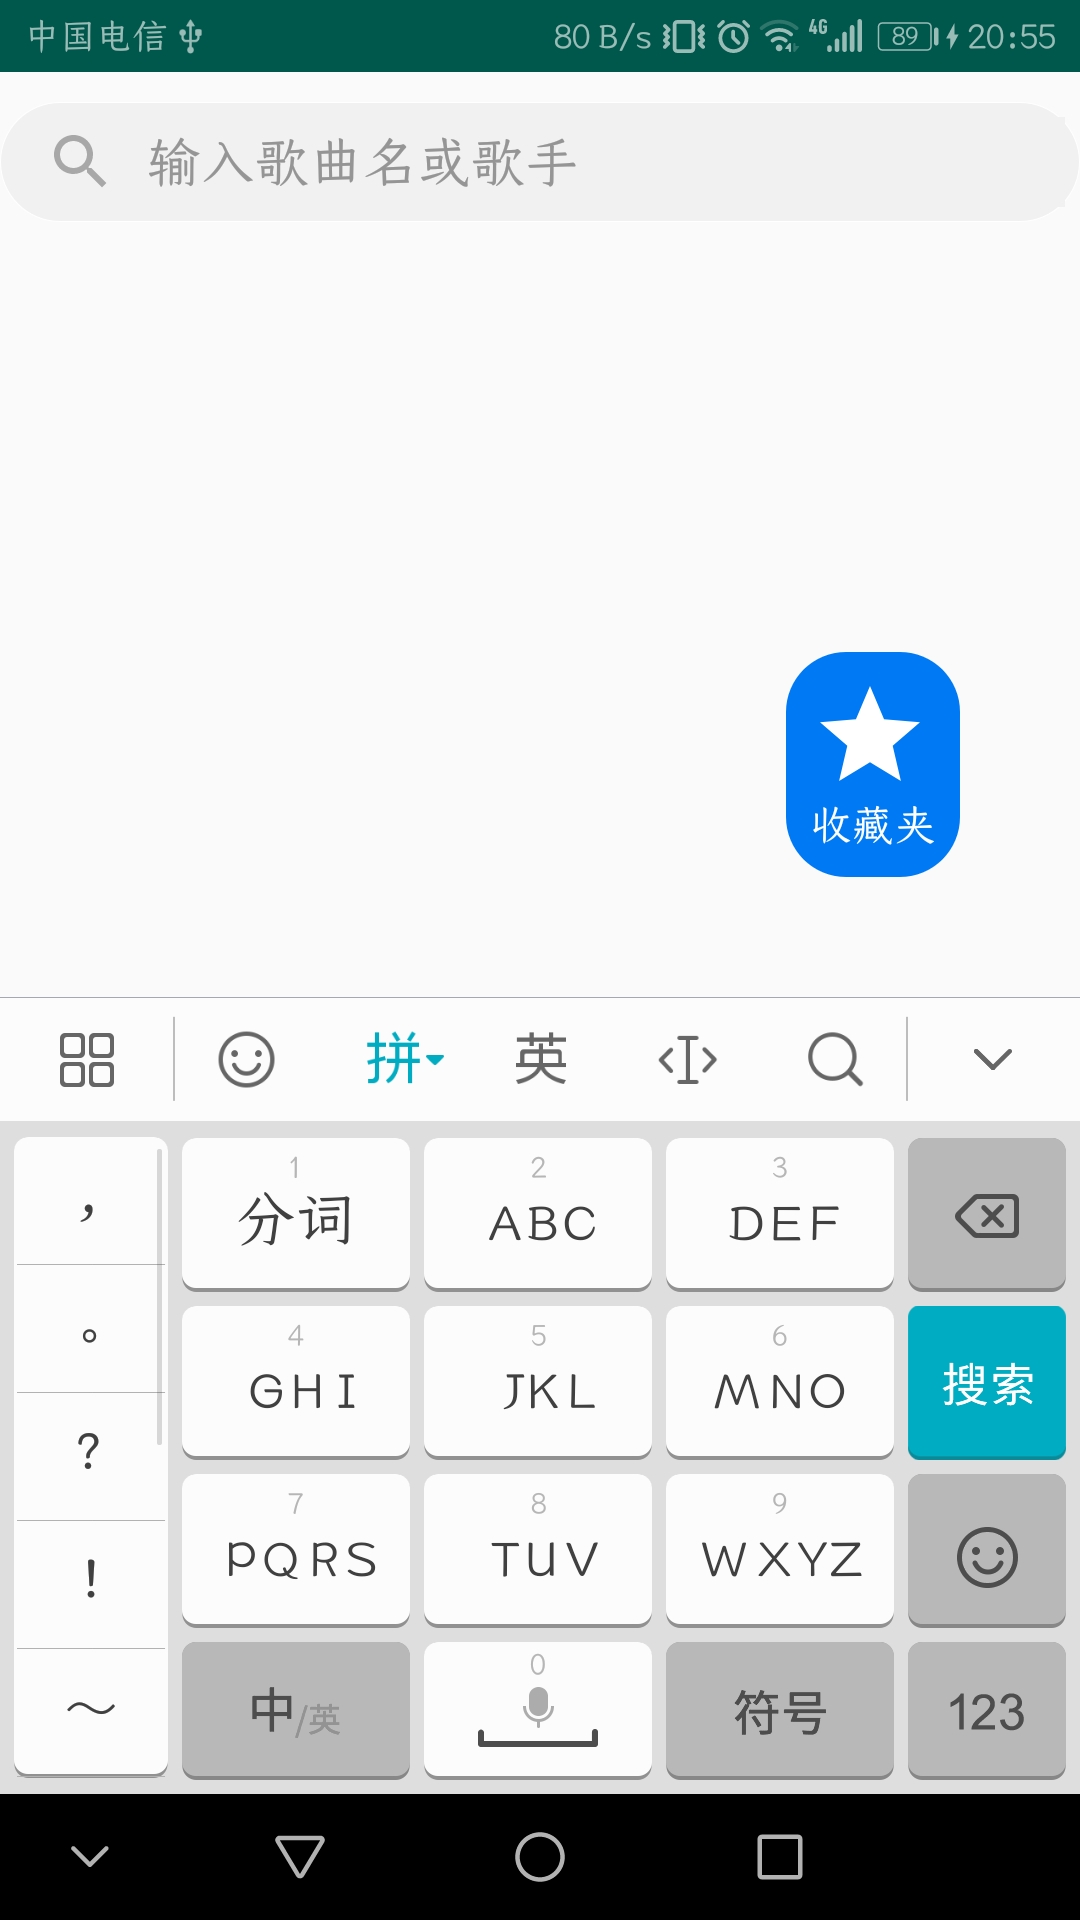 中国电信 80 B/s 4G 89 20:55
输入歌曲名或歌手
收藏夹
拼 英
， 1 分词 2 ABC 3 DEF
。 4 GHI 5 JKL 6 MNO 搜索
? 7 PQRS 8 TUV 9 WXYZ
!
～ 中/英 0 符号 123